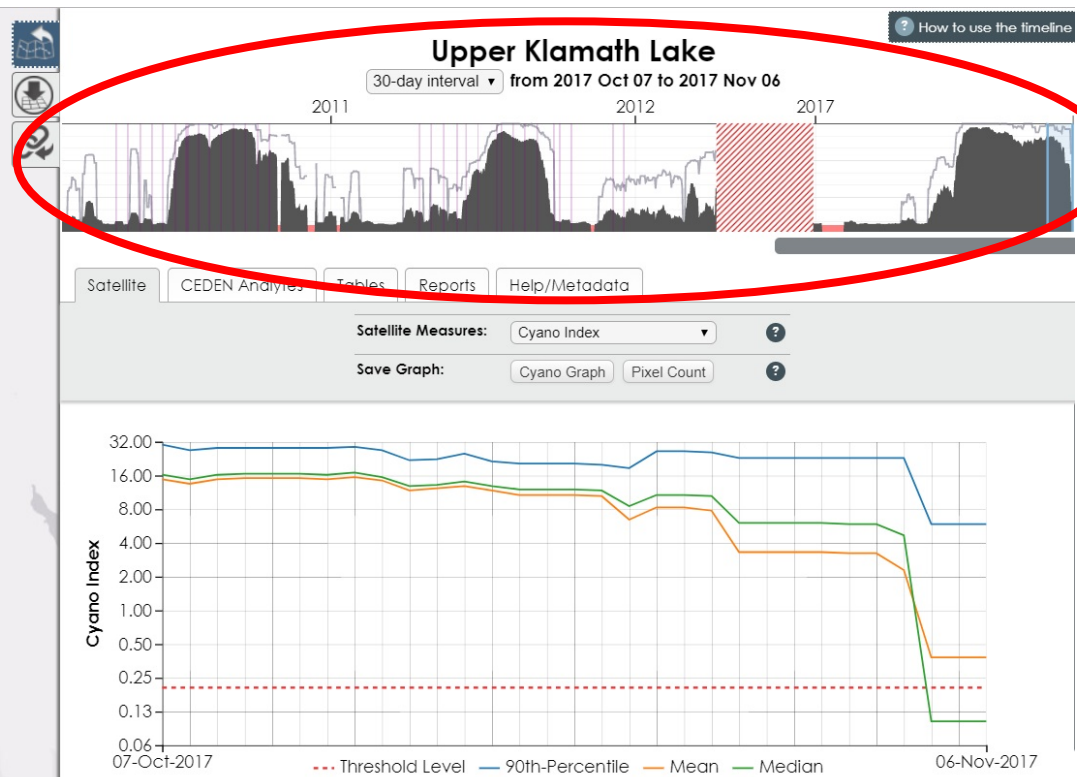 ? How to use the timeline
Upper Klamath Lake
30-day interval ▼ from 2017 Oct 07 to 2017 Nov 06
2011 2012 2017
Satellite CEDEN Analytes Tables Reports Help/Metadata
Satellite Measures: Cyano Index ▼ ?
Save Graph: Cyano Graph Pixel Count ?
32.00
16.00
8.00
4.00
2.00
1.00
0.50
0.25
0.13
0.06
Cyano Index
07-Oct-2017 06-Nov-2017
Threshold Level 90th-Percentile Mean Median